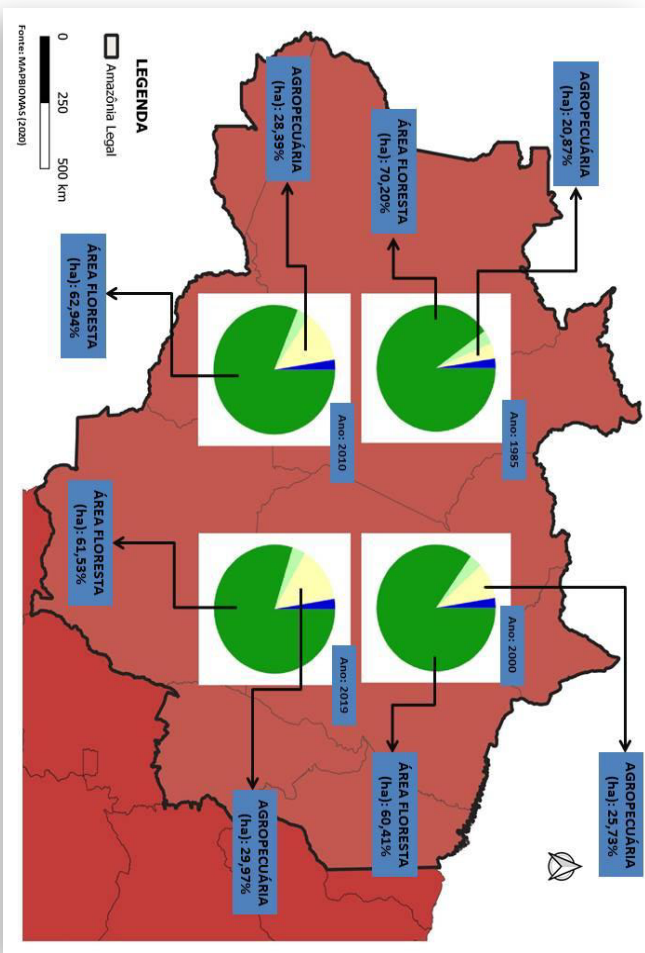 AGROPECUÁRIA
(ha): 20,87%
ÁREA FLORESTA
(ha): 70,20%
Ano: 1985
AGROPECUÁRIA
(ha): 25,73%
ÁREA FLORESTA
(ha): 60,41%
Ano: 2000
AGROPECUÁRIA
(ha): 28,39%
ÁREA FLORESTA
(ha): 62,94%
Ano: 2010
ÁREA FLORESTA
(ha): 61,53%
Ano: 2019
AGROPECUÁRIA
(ha): 29,97%
LEGENDA
Amazônia Legal
0 250 500 km
Fonte: MAPBIOMAS (2020)